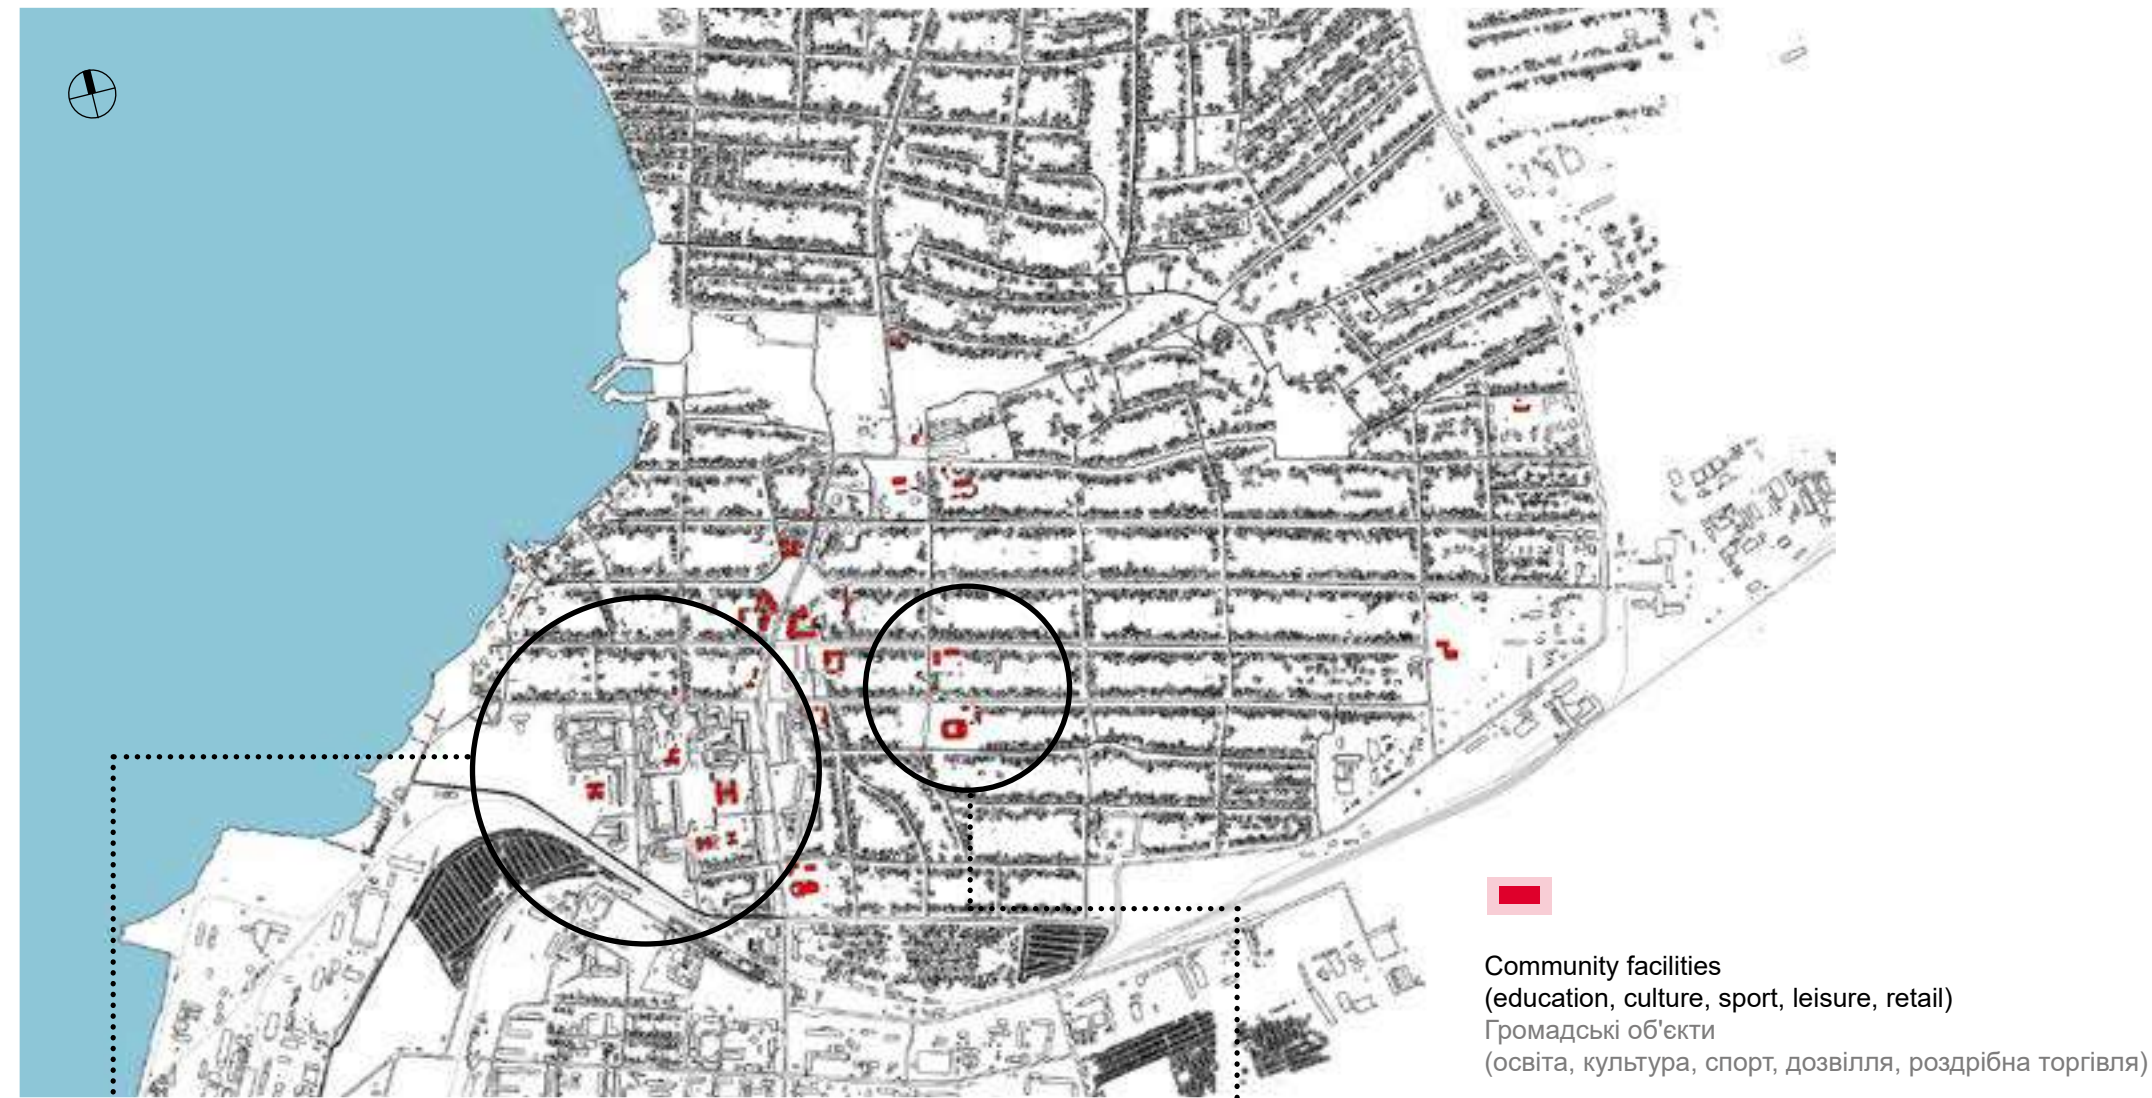 Community facilities
(education, culture, sport, leisure, retail)
Громадські об'єкти
(освіта, культура, спорт, дозвілля, роздрібна торгівля)